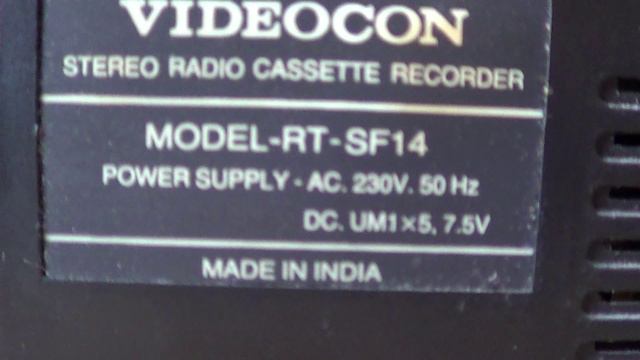 VIDEOCON
STEREO RADIO CASSETTE RECORDER
MODEL-RT-SF14
POWER SUPPLY - AC. 230V. 50 Hz
DC. UM1×5, 7.5V
MADE IN INDIA